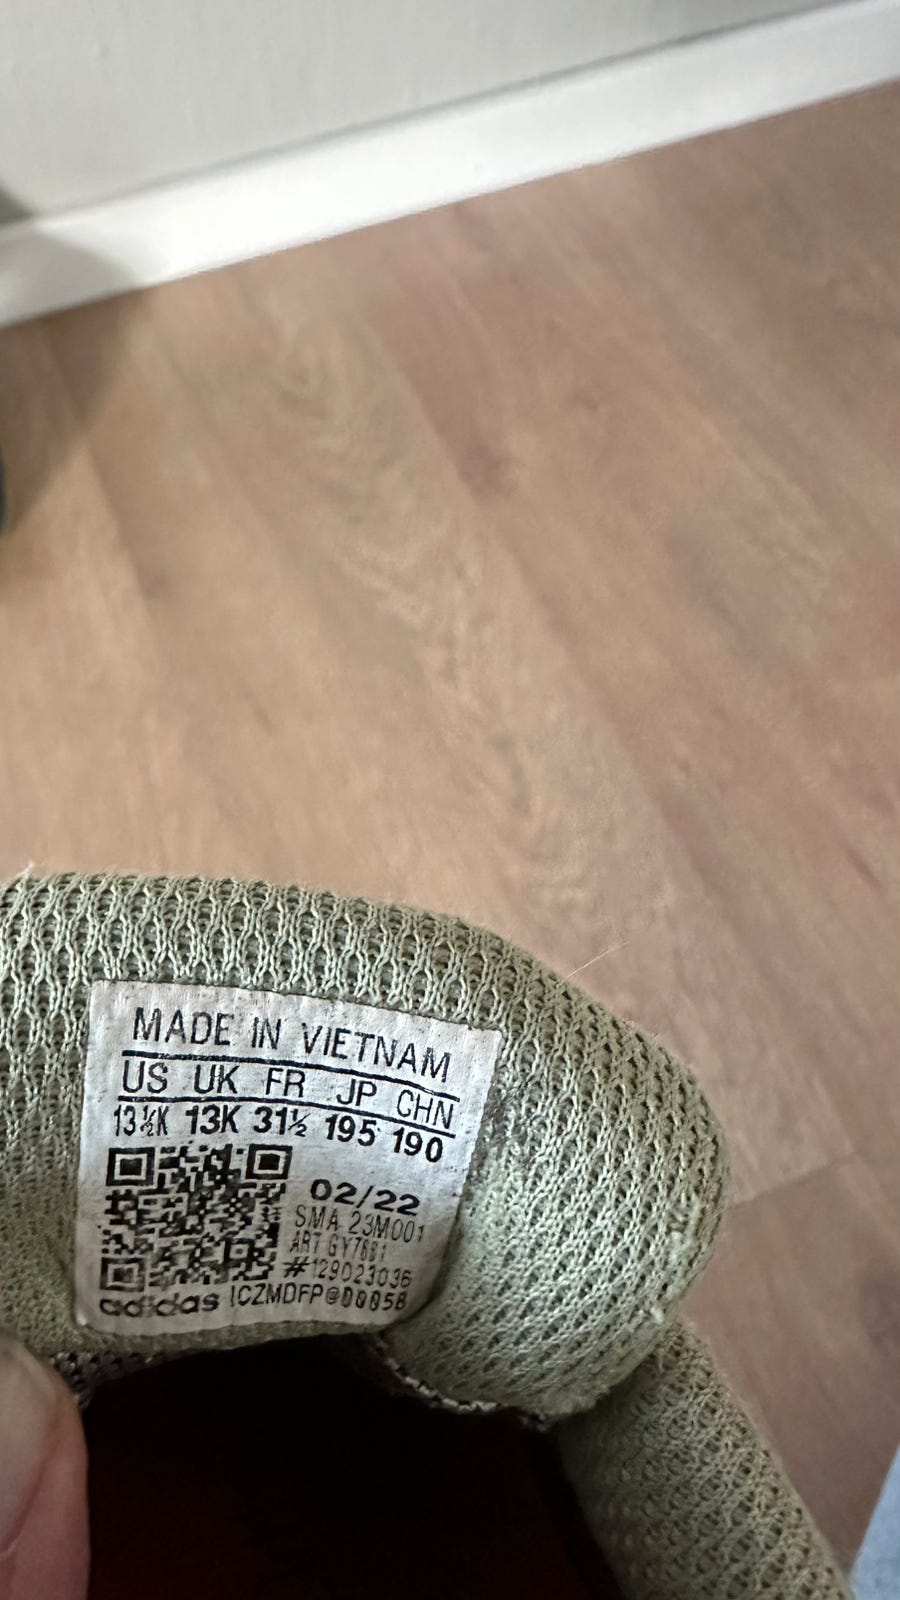 MADE IN VIETNAM
US UK FR JP CHN
13½K 13K 31½ 195 190
02/22
SMA 23M001
ART GY7681
#129023036
adidas ICZMDFP@D0058